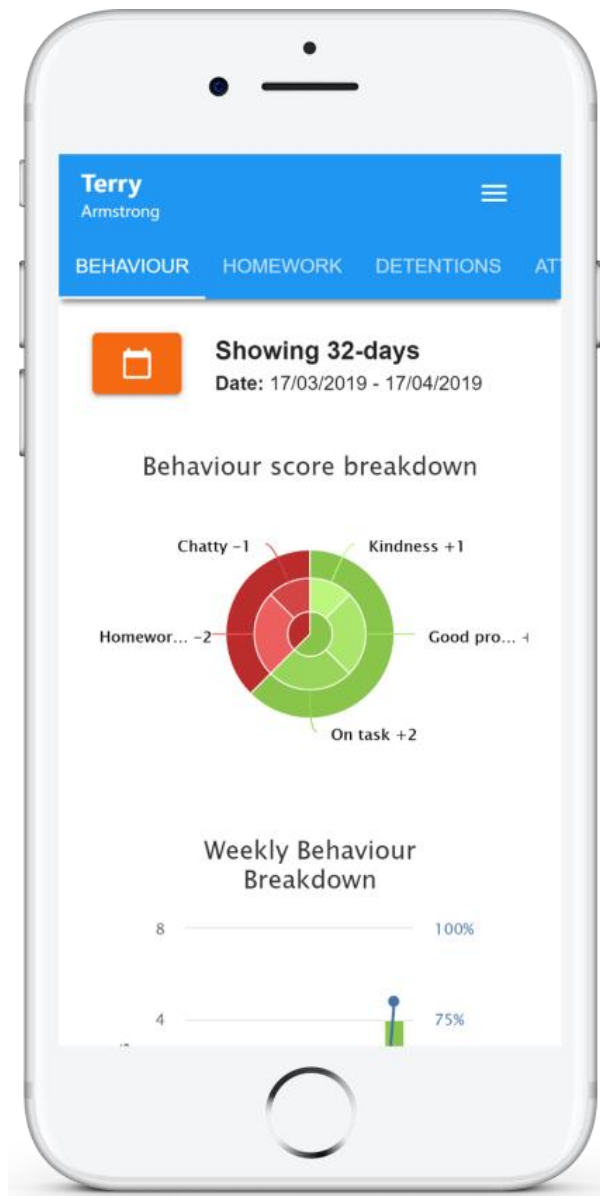 Terry
Armstrong
BEHAVIOUR HOMEWORK DETENTIONS AT
Showing 32-days
Date: 17/03/2019 - 17/04/2019
Behaviour score breakdown
Chatty −1 Kindness +1
Homewor... −2 Good pro...
On task +2
Weekly Behaviour
Breakdown
8 100%
4 75%